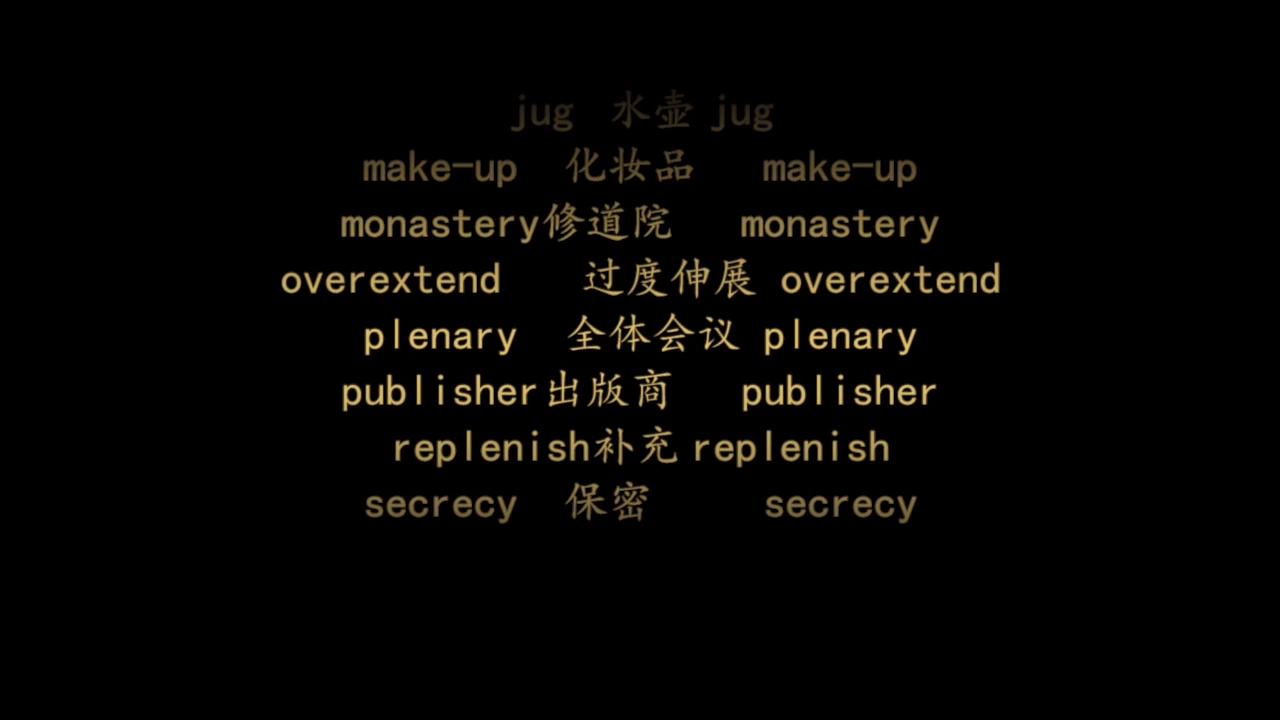 jug 水壶 jug
make-up 化妆品 make-up
monastery修道院 monastery
overextend 过度伸展 overextend
plenary 全体会议 plenary
publisher出版商 publisher
replenish补充 replenish
secrecy 保密 secrecy